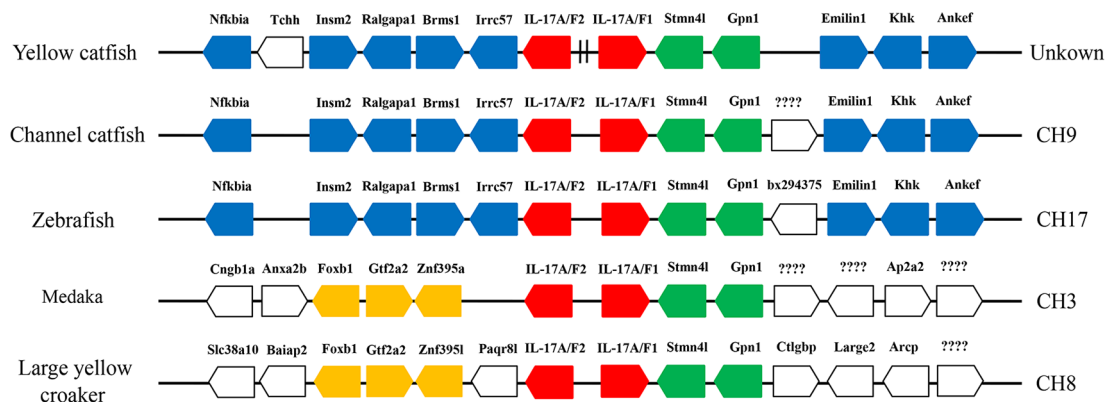 Nfkbia Tchh Insm2 Ralgapa1 Brms1 Irrc57 IL-17A/F2 IL-17A/F1 Stmn4l Gpn1 Emilin1 Khk Ankef
Yellow catfish Unkown
Nfkbia Insm2 Ralgapa1 Brms1 Irrc57 IL-17A/F2 IL-17A/F1 Stmn4l Gpn1 ???? Emilin1 Khk Ankef
Channel catfish CH9
Nfkbia Insm2 Ralgapa1 Brms1 Irrc57 IL-17A/F2 IL-17A/F1 Stmn4l Gpn1 bx294375 Emilin1 Khk Ankef
Zebrafish CH17
Cngb1a Anxa2b Foxb1 Gtf2a2 Znf395a IL-17A/F2 IL-17A/F1 Stmn4l Gpn1 ???? ???? Ap2a2 ????
Medaka CH3
Slc38a10 Baiap2 Foxb1 Gtf2a2 Znf395l Paqr8l IL-17A/F2 IL-17A/F1 Stmn4l Gpn1 Ctlgbp Large2 Arcp ????
Large yellow
croaker CH8